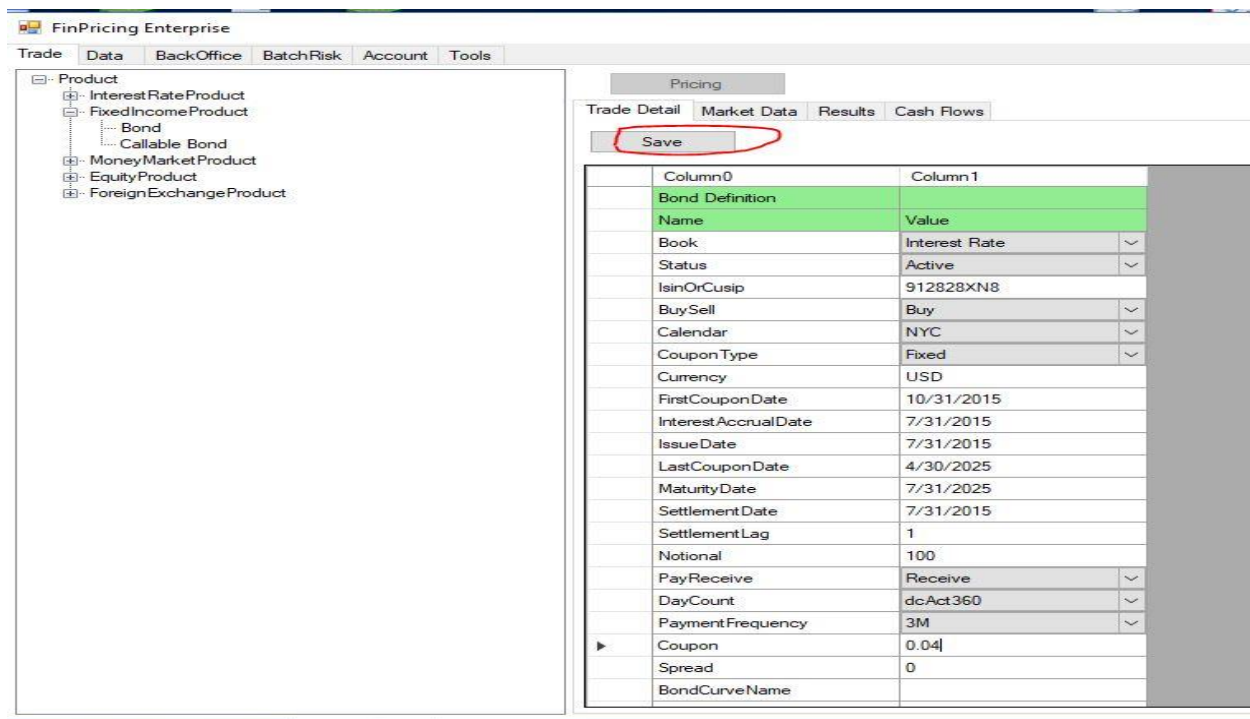 FinPricing Enterprise
Trade Data BackOffice BatchRisk Account Tools
Product
InterestRateProduct
FixedIncomeProduct
Bond
Callable Bond
MoneyMarketProduct
EquityProduct
ForeignExchangeProduct
Pricing
Trade Detail Market Data Results Cash Flows
Save
Column0 Column1
Bond Definition
Name Value
Book Interest Rate
Status Active
IsinOrCusip 912828XN8
BuySell Buy
Calendar NYC
CouponType Fixed
Currency USD
FirstCouponDate 10/31/2015
InterestAccrualDate 7/31/2015
IssueDate 7/31/2015
LastCouponDate 4/30/2025
MaturityDate 7/31/2025
SettlementDate 7/31/2015
SettlementLag 1
Notional 100
PayReceive Receive
DayCount dcAct360
PaymentFrequency 3M
Coupon 0.04
Spread 0
BondCurveName